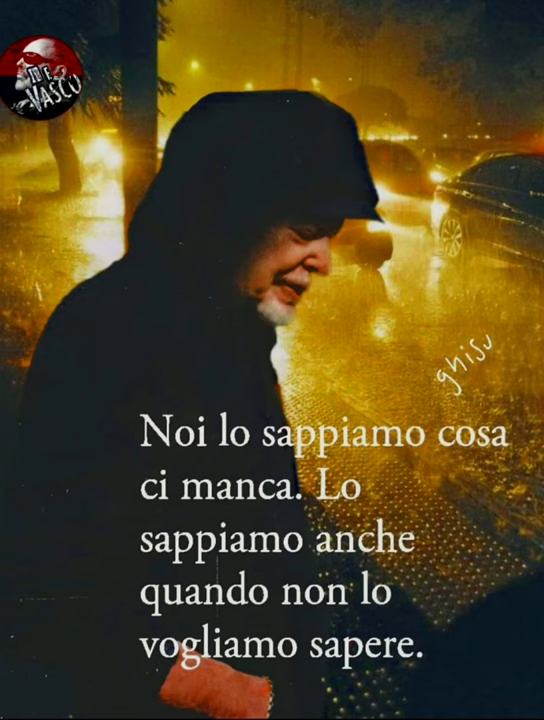 VASCO
ghisu
Noi lo sappiamo cosa
ci manca. Lo
sappiamo anche
quando non lo
vogliamo sapere.